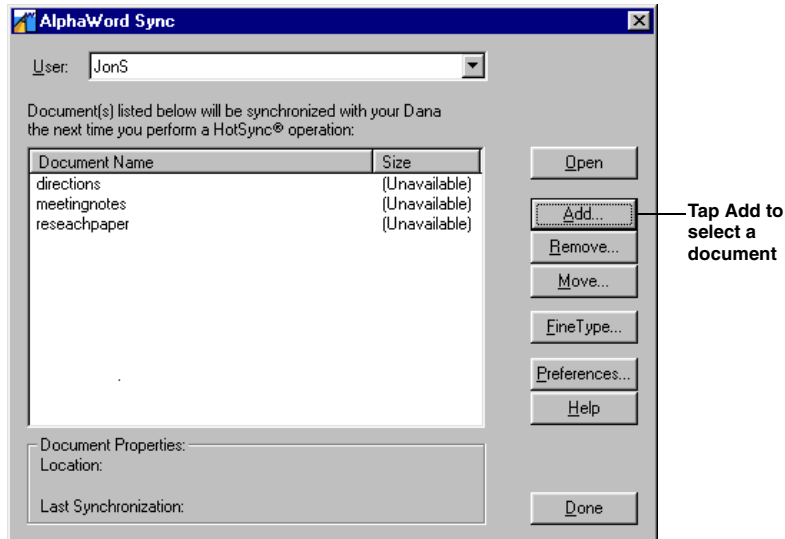 AlphaWord Sync
User: JonS
Document(s) listed below will be synchronized with your Dana
the next time you perform a HotSync® operation:
Document Name Size
directions (Unavailable)
meetingnotes (Unavailable)
reseachpaper (Unavailable)
Open
Add...
Remove...
Move...
FineType...
Preferences...
Help
Tap Add to
select a
document
Document Properties:
Location:
Last Synchronization:
Done